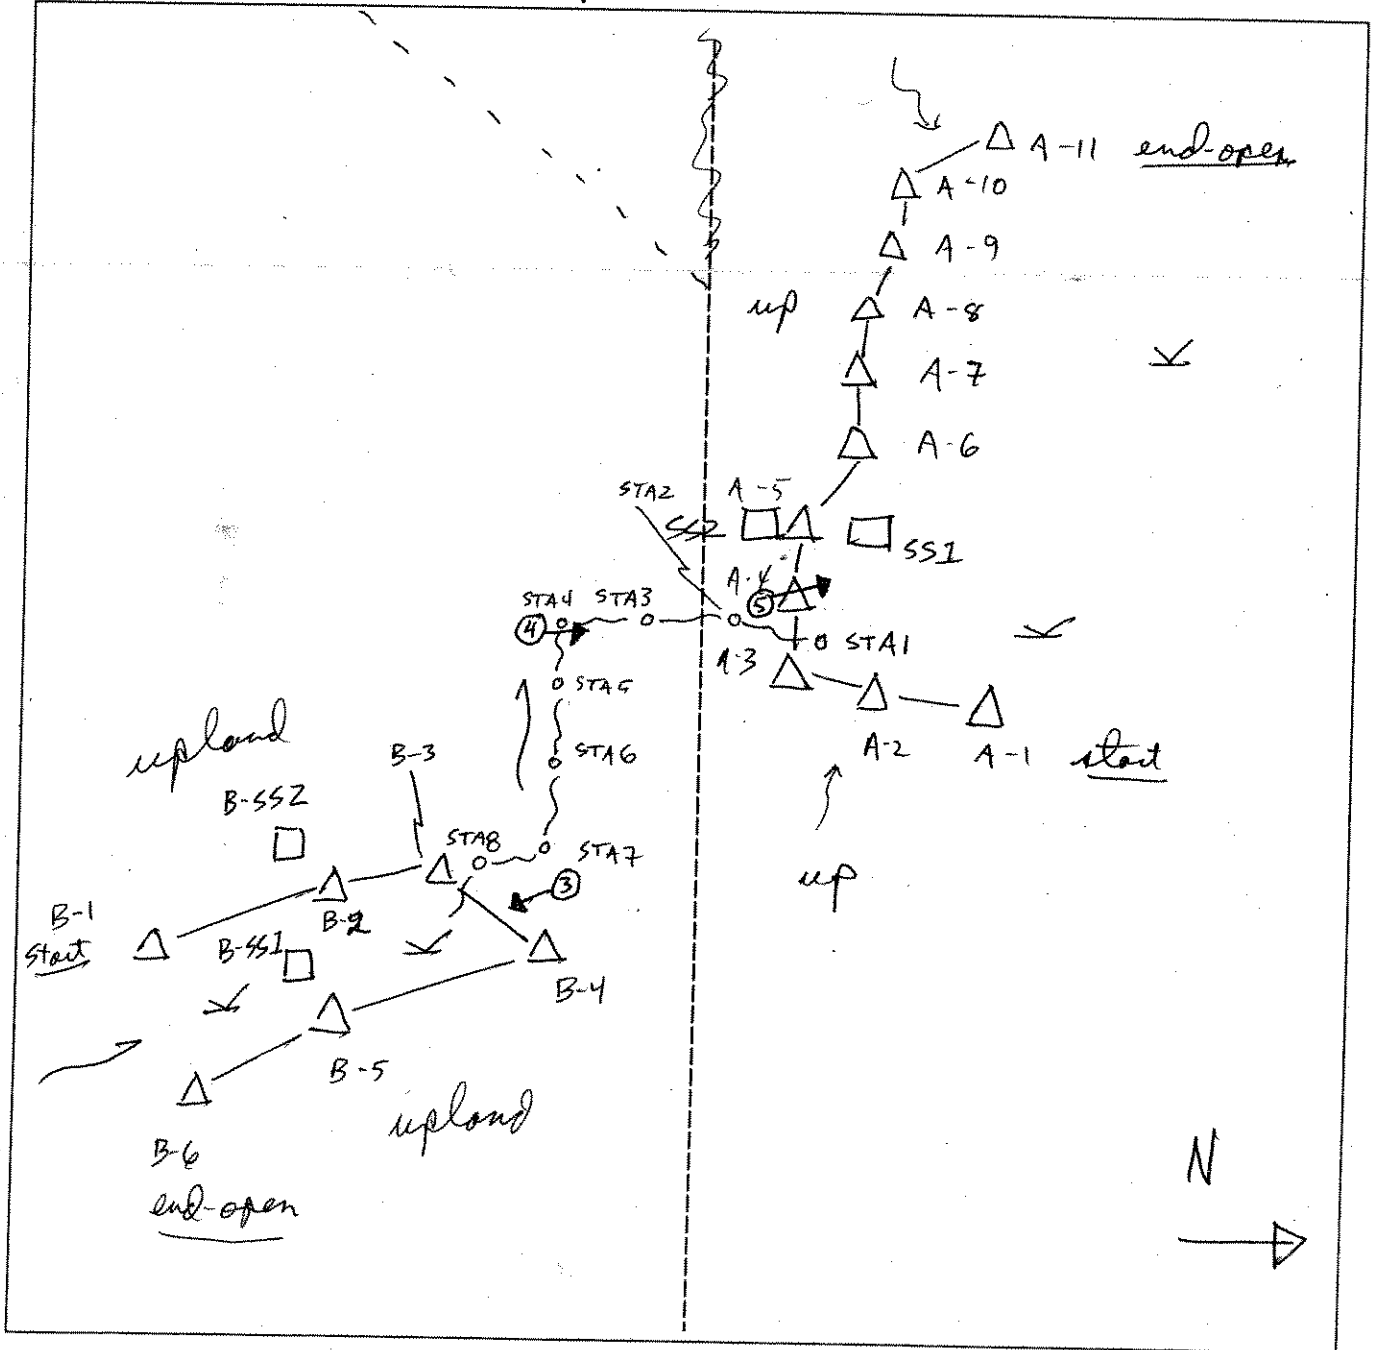 A-11 end-open
A-10
A-9
up
A-8
A-7
A-6
STA2
A-5
SS2
SS1
A-4
5
STA4
STA3
4
STA1
A-3
STA5
A-2
A-1 start
upland
B-3
STA6
B-SS2
STA8
STA7
3
up
B-1
start
B-2
B-SS1
B-4
B-5
upland
B-6
end-open
N